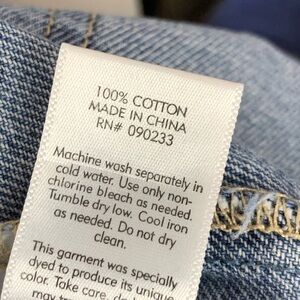 100% COTTON
MADE IN CHINA
RN# 090233
Machine wash separately in
cold water. Use only non-
chlorine bleach as needed.
Tumble dry low. Cool iron
as needed. Do not dry
clean.
This garment was specially
dyed to produce its unique
color. Take care, do
may